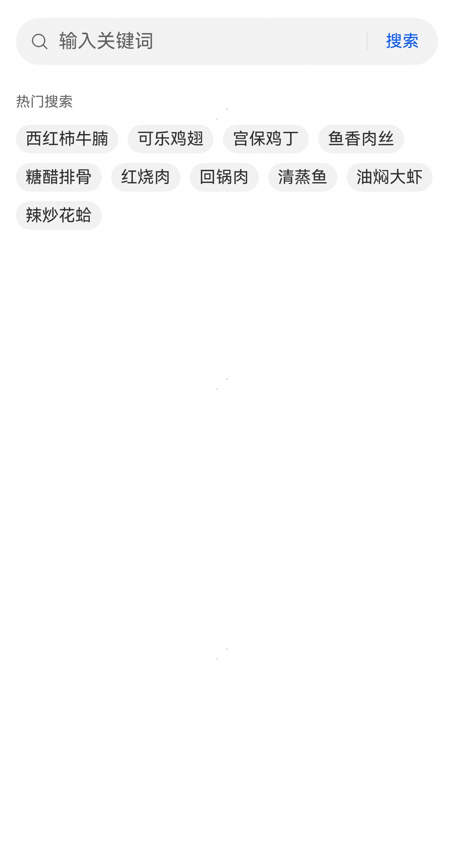 输入关键词 搜索
热门搜索
西红柿牛腩 可乐鸡翅 宫保鸡丁 鱼香肉丝
糖醋排骨 红烧肉 回锅肉 清蒸鱼 油焖大虾
辣炒花蛤